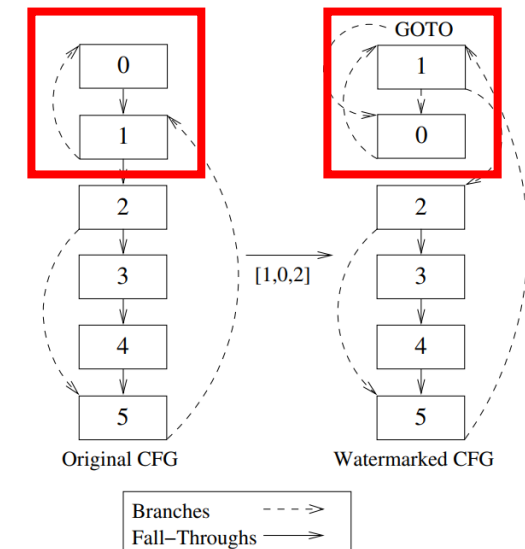 GOTO
0
1
2
3
4
5
Original CFG
[1,0,2]
1
0
2
3
4
5
Watermarked CFG
Branches
Fall-Throughs